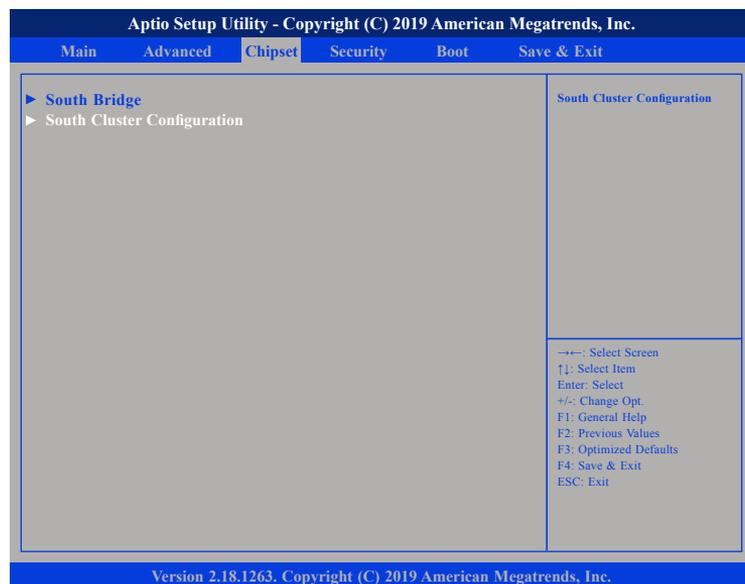 Aptio Setup Utility - Copyright (C) 2019 American Megatrends, Inc.
Main Advanced Chipset Security Boot Save & Exit
► South Bridge
► South Cluster Configuration
South Cluster Configuration
→←: Select Screen
↑↓: Select Item
Enter: Select
+/-: Change Opt.
F1: General Help
F2: Previous Values
F3: Optimized Defaults
F4: Save & Exit
ESC: Exit
Version 2.18.1263. Copyright (C) 2019 American Megatrends, Inc.